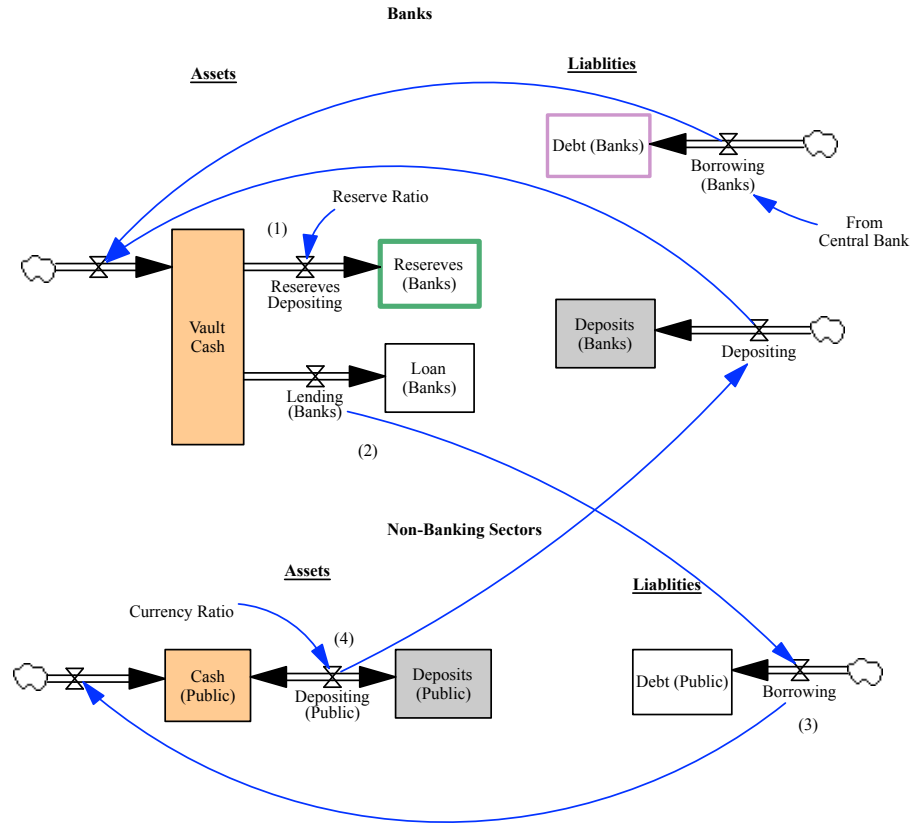 Banks
Assets
Liablities
Debt (Banks)
Borrowing
(Banks)
From
Central Bank
Reserve Ratio
(1)
Resereves
Depositing
Resereves
(Banks)
Vault
Cash
Deposits
(Banks)
Depositing
Loan
(Banks)
Lending
(Banks)
(2)
Non-Banking Sectors
Assets
Liablities
Currency Ratio
(4)
Cash
(Public)
Depositing
(Public)
Deposits
(Public)
Debt (Public)
Borrowing
(3)